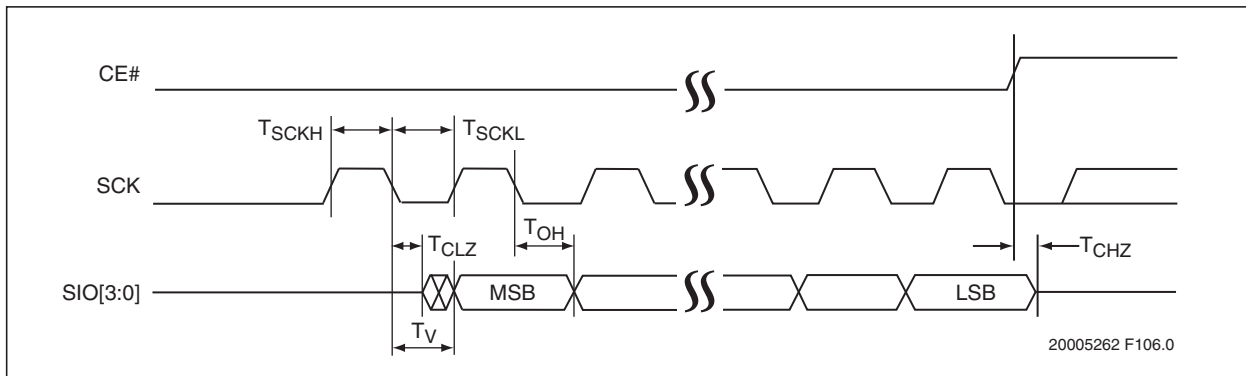 CE#
TSCKH
TSCKL
SCK
TOH
TCLZ
TCHZ
SIO[3:0]
MSB
LSB
TV
20005262 F106.0